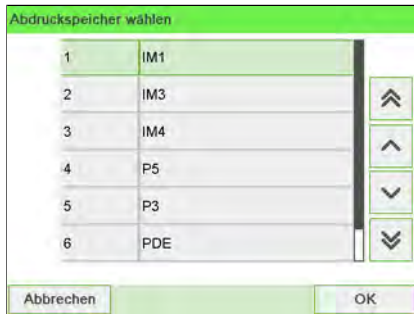 Abdruckspeicher wählen
1 IM1
2 IM3
3 IM4
4 P5
5 P3
6 PDE
Abbrechen OK